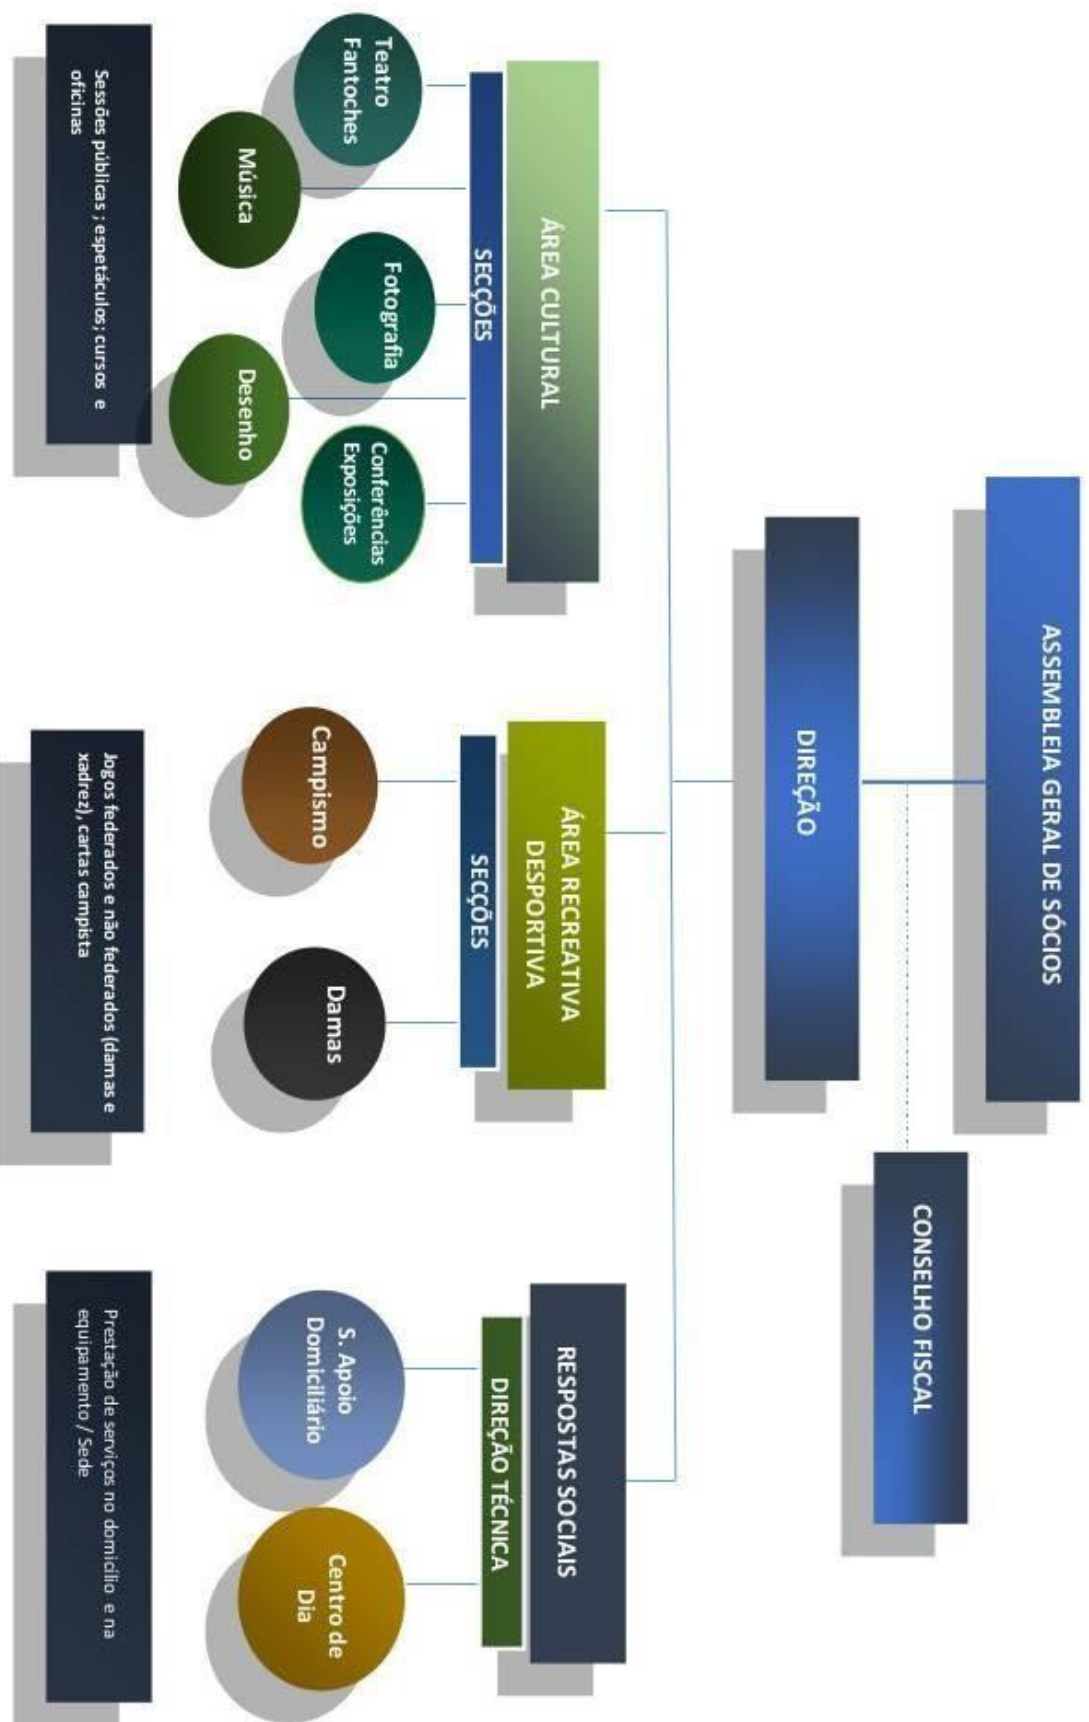 ASSEMBLEIA GERAL DE SÓCIOS
CONSELHO FISCAL
DIREÇÃO
ÁREA CULTURAL
SECÇÕES
Teatro
Fantoches
Música
Fotografia
Desenho
Conferências
Exposições
Sessões públicas ; espetáculos; cursos e
oficinas
ÁREA RECREATIVA
DESPORTIVA
SECÇÕES
Campismo
Damas
Jogos federados e não federados (damas e
xadrez), cartas campista
RESPOSTAS SOCIAIS
DIREÇÃO TÉCNICA
S. Apoio
Domiciliário
Centro de
Dia
Prestação de serviços no domicílio e na
equipamento / Sede